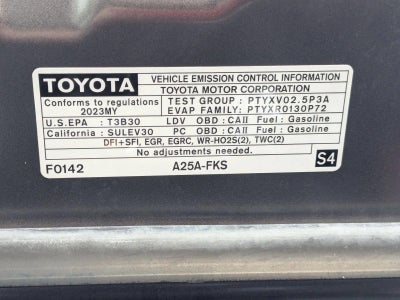 TOYOTA
VEHICLE EMISSION CONTROL INFORMATION
TOYOTA MOTOR CORPORATION
Conforms to regulations
2023MY
TEST GROUP : PTYXV02.5P3A
EVAP FAMILY : PTYXR0130P72
U.S.EPA : T3B30 LDV OBD : CAII Fuel : Gasoline
California : SULEV30 PC OBD : CAII Fuel : Gasoline
DFI+SFI, EGR, EGRC, WR-HO2S(2), TWC(2)
No adjustments needed.
F0142 A25A-FKS S4